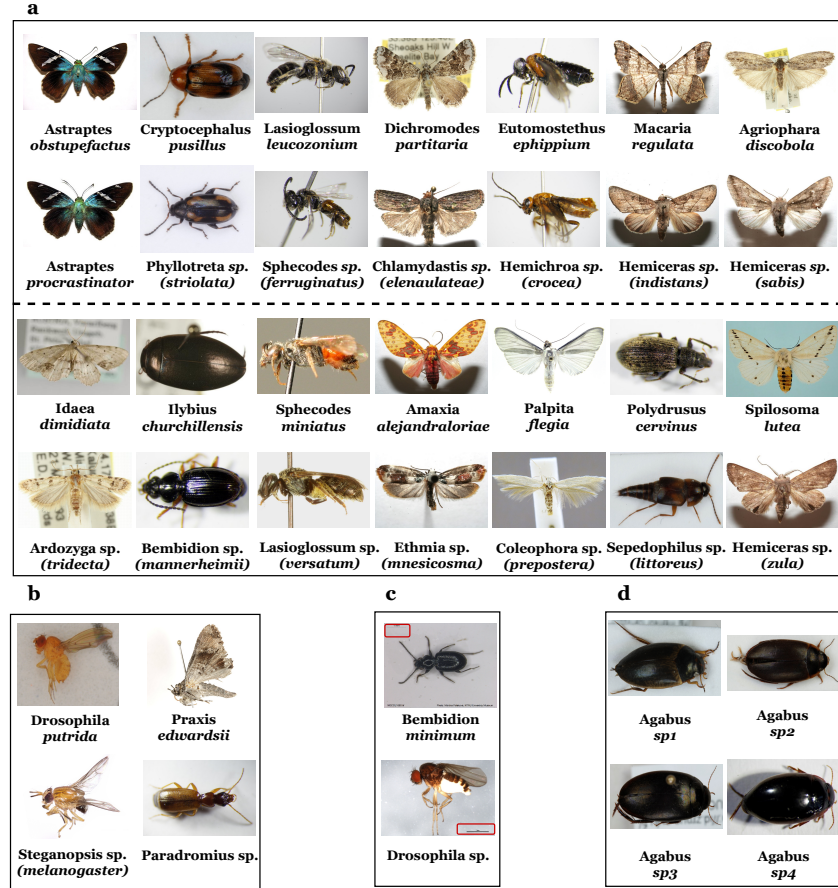 a
Sheoaks Hill W
Astraptes Cryptocephalus Lasioglossum Dichromodes Eutomostethus Macaria Agriophara
obstupefactus pusillus leucozonium partitaria ephippium regulata discobola
Astraptes Phyllotreta sp. Sphecodes sp. Chlamydastis sp. Hemichroa sp. Hemiceras sp. Hemiceras sp.
procrastinator (striolata) (ferruginatus) (elenaulateae) (crocea) (indistans) (sabis)
Idaea Ilybius Sphecodes Amaxia Palpita Polydrusus Spilosoma
dimidiata churchillensis miniatus alejandraloriae flegia cervinus lutea
Ardozyga sp. Bembidion sp. Lasioglossum sp. Ethmia sp. Coleophora sp. Sepedophilus sp. Hemiceras sp.
(tridecta) (mannerheimii) (versatum) (mnesicosma) (prepostera) (littoreus) (zula)
b c d
Drosophila Praxis Bembidion Agabus Agabus
putrida edwardsii minimum sp1 sp2
Steganopsis sp. Paradromius sp. Drosophila sp. Agabus Agabus
(melanogaster) sp3 sp4